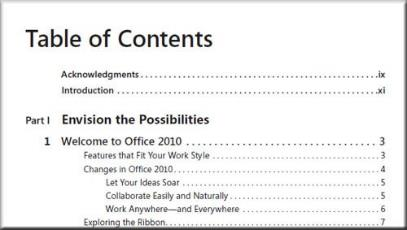 Table of Contents
Acknowledgments . . . . . . . . . . . . . . . . . . . . . . . . . . . . . . . . . . . . . . . . . . ix
Introduction . . . . . . . . . . . . . . . . . . . . . . . . . . . . . . . . . . . . . . . . . . . . . . xi
Part I Envision the Possibilities
1 Welcome to Office 2010 . . . . . . . . . . . . . . . . . . . . . . . . . . . . . . 3
Features that Fit Your Work Style . . . . . . . . . . . . . . . . . . . . . . . . . . . . . 3
Changes in Office 2010. . . . . . . . . . . . . . . . . . . . . . . . . . . . . . . . . . . . 4
Let Your Ideas Soar . . . . . . . . . . . . . . . . . . . . . . . . . . . . . . . . . . . 5
Collaborate Easily and Naturally . . . . . . . . . . . . . . . . . . . . . . . . . . 5
Work Anywhere—and Everywhere . . . . . . . . . . . . . . . . . . . . . . . . 6
Exploring the Ribbon. . . . . . . . . . . . . . . . . . . . . . . . . . . . . . . . . . . . . 7